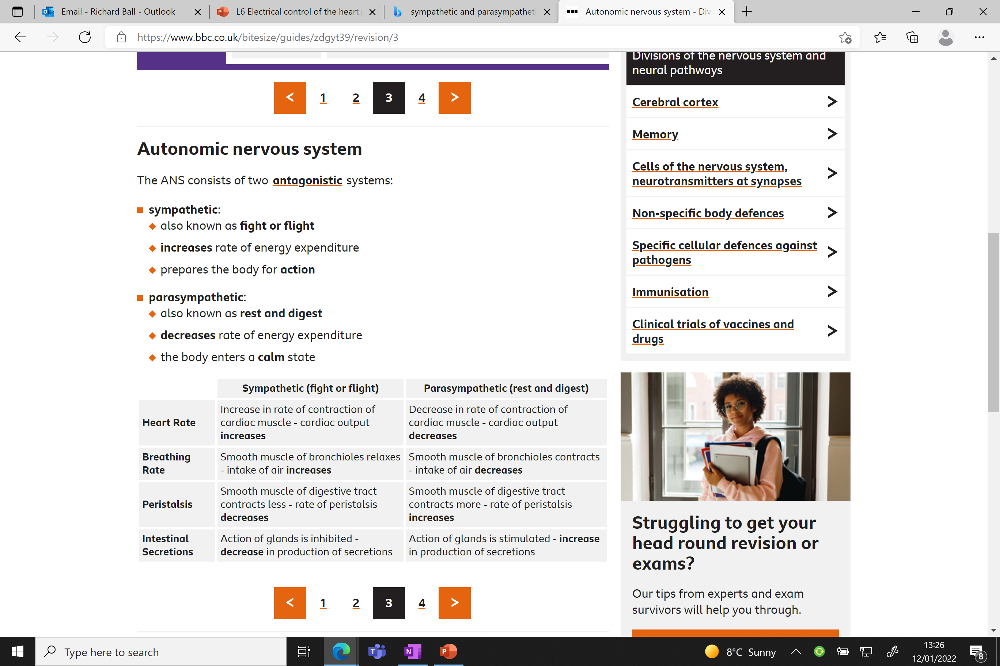 Email - Richard Ball - Outlook
L6 Electrical control of the heart.
sympathetic and parasympatheti
Autonomic nervous system - Div
https://www.bbc.co.uk/bitesize/guides/zdgyt39/revision/3
< 1 2 3 4 >
Autonomic nervous system
The ANS consists of two antagonistic systems:
sympathetic:
also known as fight or flight
increases rate of energy expenditure
prepares the body for action
parasympathetic:
also known as rest and digest
decreases rate of energy expenditure
the body enters a calm state
Sympathetic (fight or flight)
Parasympathetic (rest and digest)
Heart Rate
Increase in rate of contraction of
cardiac muscle - cardiac output
increases
Decrease in rate of contraction of
cardiac muscle - cardiac output
decreases
Breathing
Rate
Smooth muscle of bronchioles relaxes
- intake of air increases
Smooth muscle of bronchioles contracts
- intake of air decreases
Peristalsis
Smooth muscle of digestive tract
contracts less - rate of peristalsis
decreases
Smooth muscle of digestive tract
contracts more - rate of peristalsis
increases
Intestinal
Secretions
Action of glands is inhibited -
decrease in production of secretions
Action of glands is stimulated - increase
in production of secretions
< 1 2 3 4 >
Divisions of the nervous system and
neural pathways
Cerebral cortex
Memory
Cells of the nervous system,
neurotransmitters at synapses
Non-specific body defences
Specific cellular defences against
pathogens
Immunisation
Clinical trials of vaccines and
drugs
Struggling to get your
head round revision or
exams?
Our tips from experts and exam
survivors will help you through.
Type here to search
8°C Sunny
13:26
12/01/2022
8